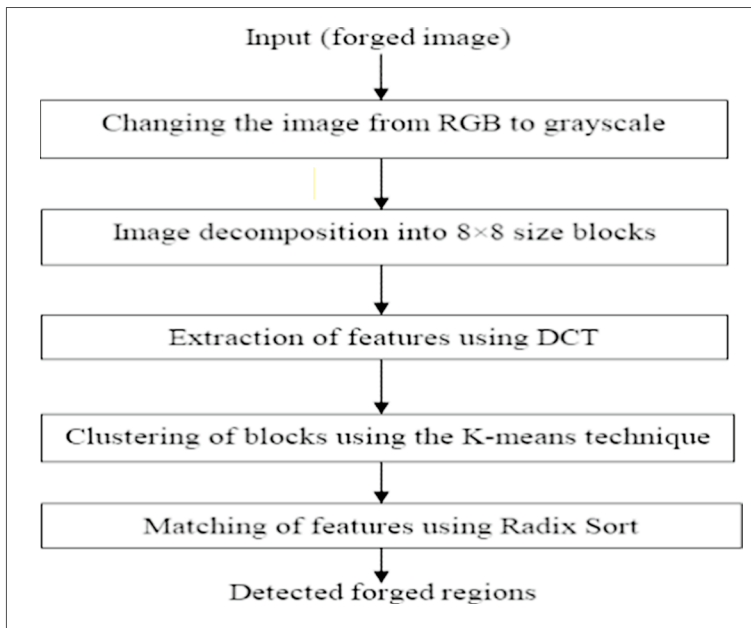 Input (forged image)
Changing the image from RGB to grayscale
Image decomposition into 8×8 size blocks
Extraction of features using DCT
Clustering of blocks using the K-means technique
Matching of features using Radix Sort
Detected forged regions